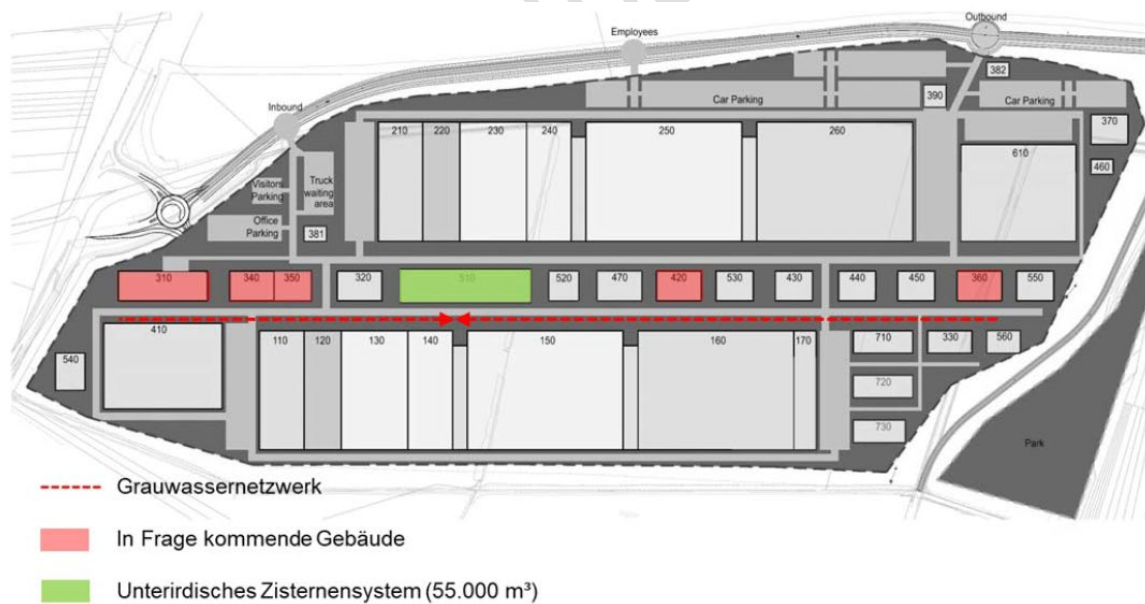 Outbound
Employees
382
390
Car Parking
Car Parking
Inbound
370
210 220 230 240 250 260
610
460
Visitors
Parking
Truck
waiting
area
Office
Parking
381
310 340 350 320 510 520 470 420 530 430 440 450 360 550
410
110 120 130 140 150 160 170 710 330 560
540
720
730
Park
Grauwassernetzwerk
In Frage kommende Gebäude
Unterirdisches Zisternensystem (55.000 m³)